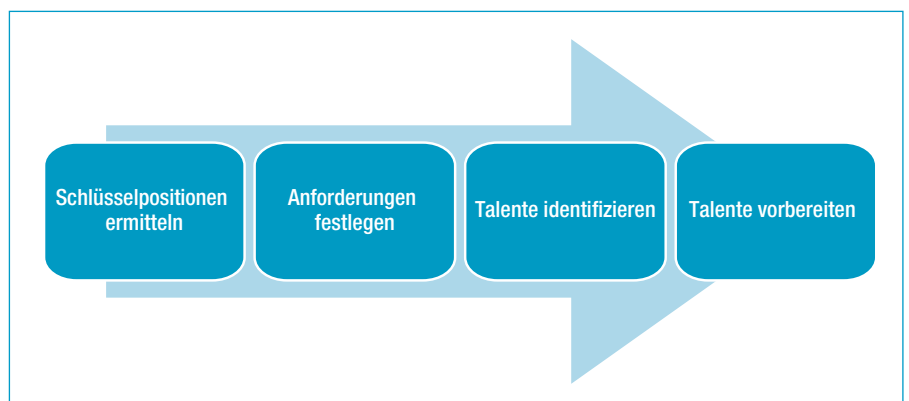 Schlüsselpositionen
ermitteln
Anforderungen
festlegen
Talente identifizieren
Talente vorbereiten